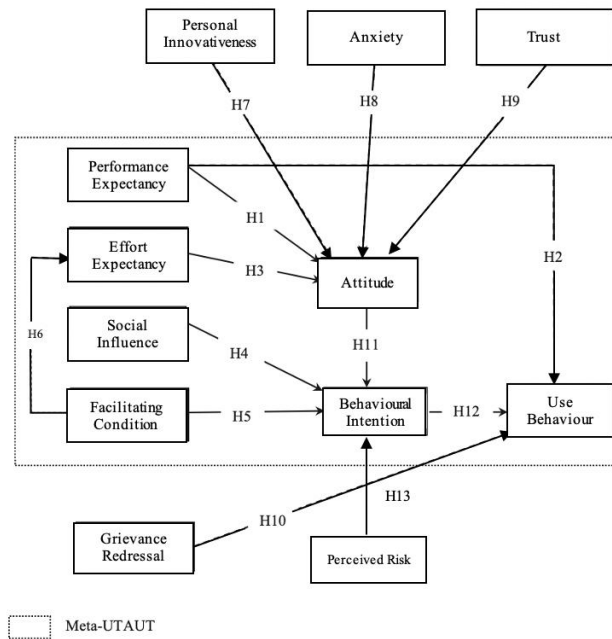 Personal
Innovativeness
Anxiety
Trust
H7
H8
H9
Performance
Expectancy
H1
H2
Effort
Expectancy
H3
Attitude
H6
Social
Influence
H4
H11
Facilitating
Condition
H5
Behavioural
Intention
H12
Use
Behaviour
H13
H10
Grievance
Redressal
Perceived Risk
Meta-UTAUT